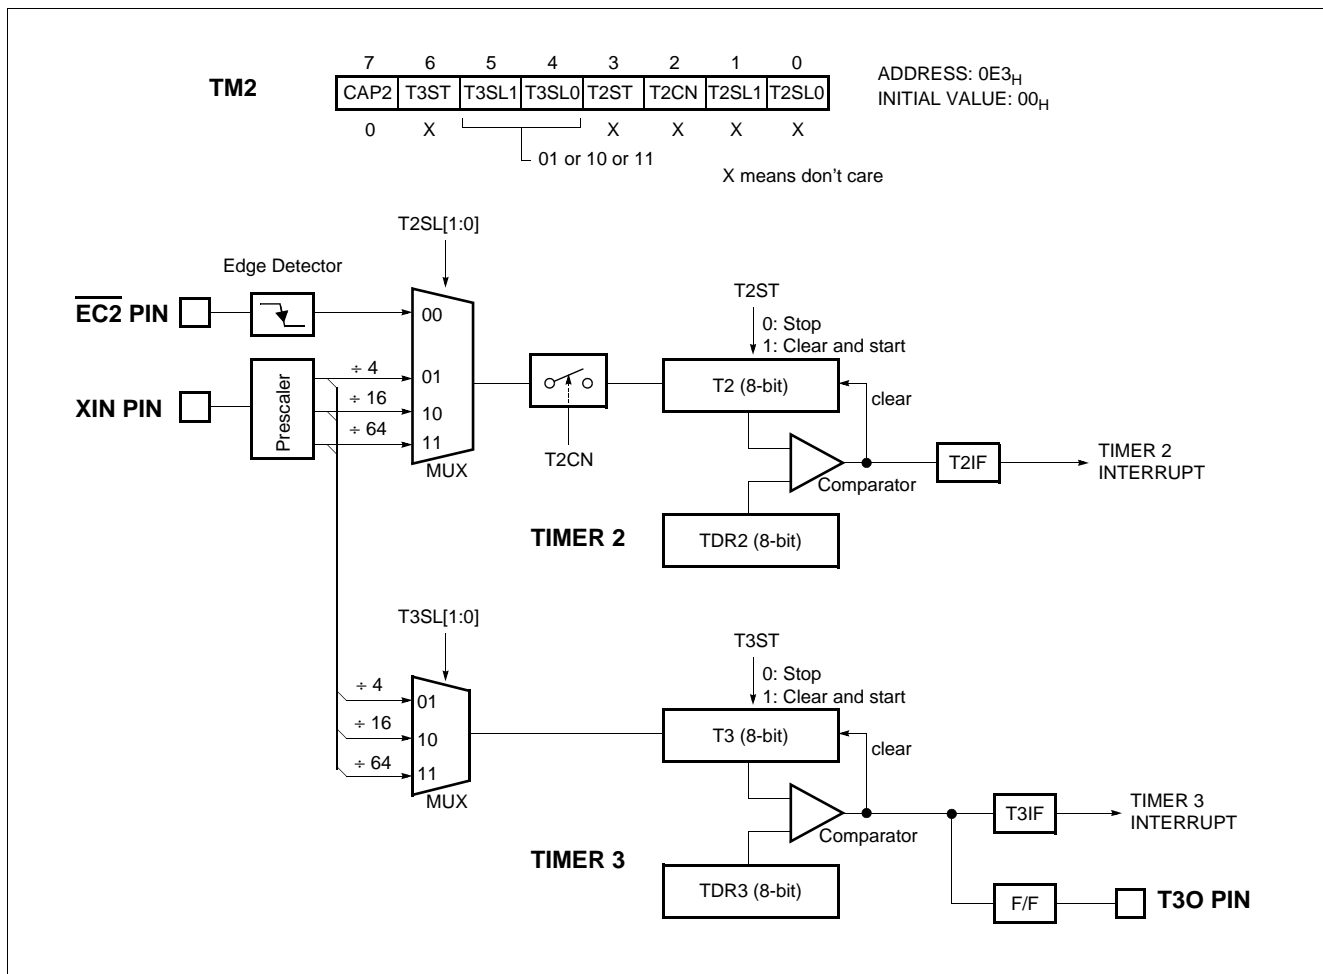 7 6 5 4 3 2 1 0
TM2
CAP2 T3ST T3SL1 T3SL0 T2ST T2CN T2SL1 T2SL0
ADDRESS: 0E3H
INITIAL VALUE: 00H
0 X X X X X
01 or 10 or 11
X means don't care
T2SL[1:0]
Edge Detector
EC2 PIN
00
T2ST
0: Stop
1: Clear and start
XIN PIN
Prescaler
÷ 4
÷ 16
÷ 64
01
10
11
MUX
T2CN
T2 (8-bit)
clear
Comparator
T2IF
TIMER 2
INTERRUPT
TIMER 2
TDR2 (8-bit)
T3SL[1:0]
T3ST
0: Stop
1: Clear and start
÷ 4
÷ 16
÷ 64
01
10
11
MUX
T3 (8-bit)
clear
Comparator
T3IF
TIMER 3
INTERRUPT
TIMER 3
TDR3 (8-bit)
F/F
T3O PIN